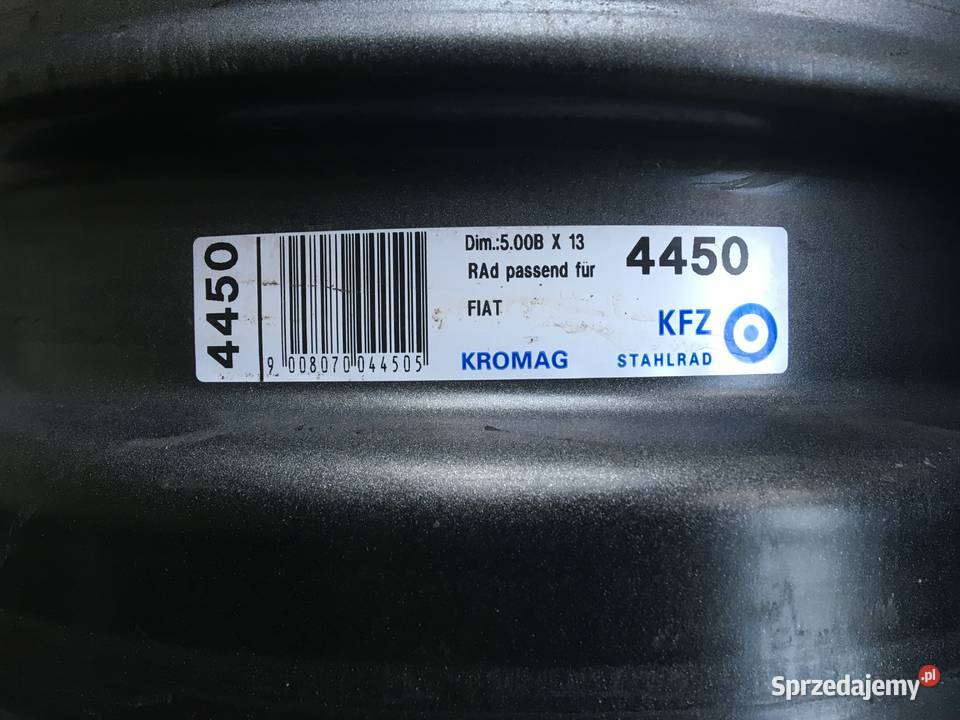 4450
9 008070 044505
Dim.:5.00B X 13
RAd passend für
FIAT
KROMAG
4450
KFZ
STAHLRAD
Sprzedajemy.pl